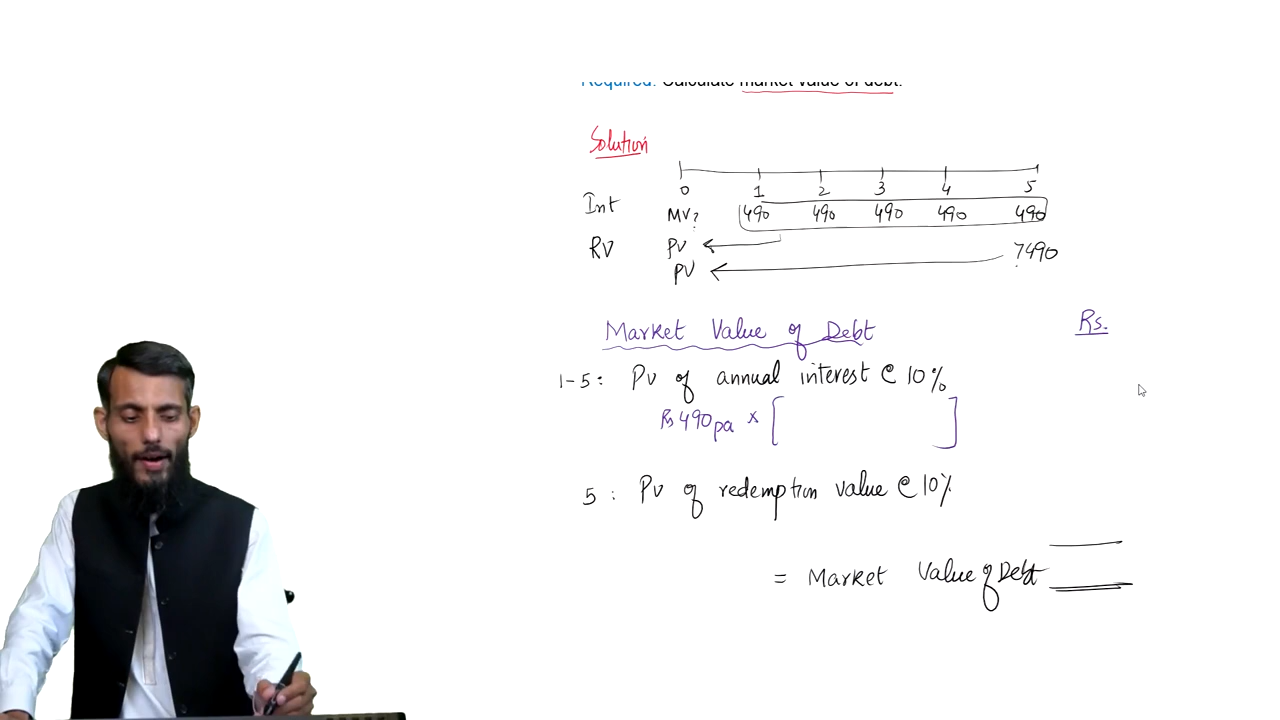 Required: Calculate market value of debt.
Solution
0 1 2 3 4 5
Int MV? 490 490 490 490 490
RV PV 7490
PV
Market Value of Debt Rs.
1-5: PV of annual interest @ 10%
Rs 490 pa × [ ]
5: PV of redemption value @ 10%
= Market Value of Debt